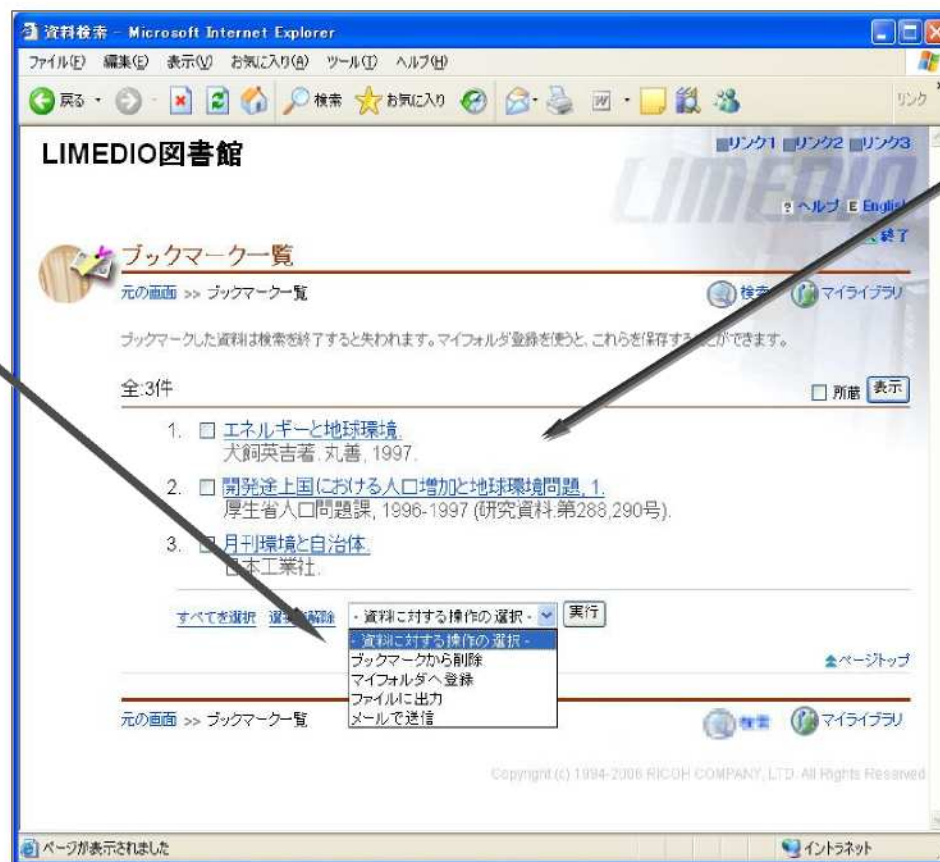 資料検索 - Microsoft Internet Explorer
ファイル(F) 編集(E) 表示(V) お気に入り(A) ツール(T) ヘルプ(H)
戻る 検索 お気に入り リンク
LIMEDIO図書館
リンク1 リンク2 リンク3
LIMEDIO
? ヘルプ E English
終了
ブックマーク一覧
元の画面 >> ブックマーク一覧 検索 マイライブラリ
ブックマークした資料は検索を終了すると失われます。マイフォルダ登録を使うと、これらを保存することができます。
全:3件 所蔵 表示
1. エネルギーと地球環境.
犬飼英吉著. 丸善, 1997.
2. 開発途上国における人口増加と地球環境問題, 1.
厚生省人口問題課, 1996-1997 (研究資料:第288,290号).
3. 月刊環境と自治体.
日本工業社.
すべてを選択 選択を解除 - 資料に対する操作の選択 - 実行
- 資料に対する操作の選択 -
ブックマークから削除
マイフォルダへ登録
ファイルに出力
メールで送信
ページトップ
元の画面 >> ブックマーク一覧 検索 マイライブラリ
Copyright (c) 1994-2006 RICOH COMPANY, LTD. All Rights Reserved
ページが表示されました イントラネット